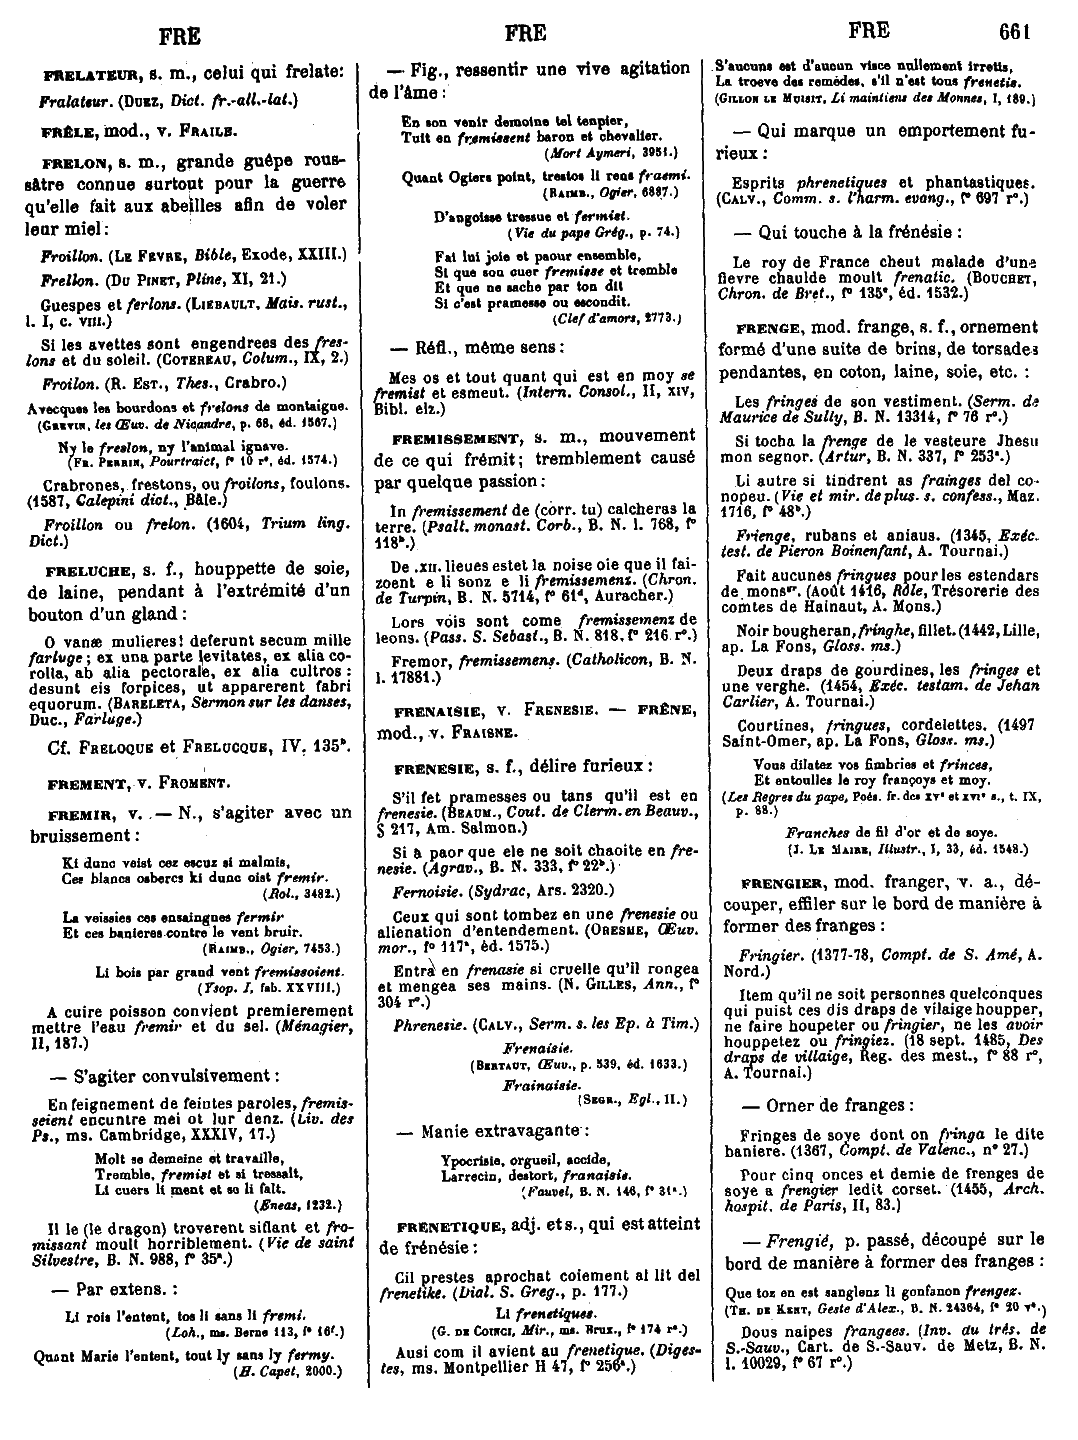 FRE
FRELATEUR, s. m., celui qui frelate:
Fralateur. (Duez, Dict. fr.-all.-lat.)
FRÊLE, mod., v. Fraile.
FRELON, s. m., grande guêpe rous-
sâtre connue surtout pour la guerre
qu'elle fait aux abeilles afin de voler
leur miel:
Froillon. (Le Fevre, Bible, Exode, XXIII.)
Frellon. (Du Pinet, Pline, XI, 21.)
Guespes et ferlons. (Liebault, Mais. rust.,
l. I, c. VIII.)
Si les avettes sont engendrees des fres-
lons et du soleil. (Cotereau, Colum., IX, 2.)
Froilon. (R. Est., Thes., Crabro.)
Avecques les bourdons et frelons de montaigne.
(Grevin, les Œuv. de Nicandre, p. 68, éd. 1567.)
Ny le freslon, ny l'animal ignave.
(Fr. Perrin, Pourtraict, f° 10 r°, éd. 1574.)
Crabrones, frestons, ou froilons, foulons.
(1587, Calepini dict., Bâle.)
Froillon ou frelon. (1604, Trium ling.
Dict.)
FRELUCHE, s. f., houppette de soie,
de laine, pendant à l'extrémité d'un
bouton d'un gland:
O vanæ mulieres! deferunt secum mille
farluge; ex una parte levitates, ex alia co-
rolla, ab alia pectorale, ex alia cultros:
desunt eis forpices, ut apparerent fabri
equorum. (Bareleta, Sermon sur les danses,
Duc., Farluge.)
Cf. Freloque et Frelucque, IV, 135ᵇ.
FREMENT, v. Froment.
FREMIR, v. — N., s'agiter avec un
bruissement:
Ki dunc veist cez escuz si malmis,
Ces blancs osbercs ki dunc oist fremir.
(Rol., 3482.)
La veissies ces ensaingnes fermir
Et ces banieres contre le vent bruir.
(Raimb., Ogier, 7453.)
Li bois par grand vent fremissoient.
(Ysop. I, fab. XXVIII.)
A cuire poisson convient premierement
mettre l'eau fremir et du sel. (Ménagier,
II, 187.)
— S'agiter convulsivement:
En feignement de feintes paroles, fremis-
seient encuntre mei ot lur denz. (Liv. des
Ps., ms. Cambridge, XXXIV, 17.)
Molt se demeine et travaille,
Tremble, fremist et si tressalt,
Li cuers li ment et so li falt.
(Eneas, 1232.)
Il le (le dragon) troverent siflant et fre-
missant moult horriblement. (Vie de saint
Silvestre, B. N. 988, f° 35ᵃ.)
— Par extens.:
Li rois l'entent, tos li sans li fremi.
(Loh., ms. Berne 113, f° 16ᶠ.)
Quant Marie l'entent, tout ly sans ly fermy.
(H. Capet, 2000.)
FRE
— Fig., ressentir une vive agitation
de l'âme:
En son venir demoine tel tenpier,
Tuit en fremissent baron et chevalier.
(Mort Aymeri, 3951.)
Quant Ogiers point, trestos li rens fraemi.
(Raimb., Ogier, 6887.)
D'angoisse tressue et fermist.
(Vie du pape Grég., p. 74.)
Fai lui joie et paour ensemble,
Si que son cuer fremisse et tremble
Et que ne sache par ton dit
Si c'est pramesse ou escondit.
(Clef d'amors, 2773.)
— Réfl., même sens:
Mes os et tout quant qui est en moy se
fremist et esmeut. (Intern. Consol., II, xiv,
Bibl. elz.)
FREMISSEMENT, s. m., mouvement
de ce qui frémit; tremblement causé
par quelque passion:
In fremissement de (corr. tu) calcheras la
terre. (Psalt. monast. Corb., B. N. l. 768, f°
118ᵇ.)
De .xii. lieues estet la noise oie que il fai-
zoent e li sonz e li fremissemenz. (Chron.
de Turpin, B. N. 5714, f° 61ᵈ, Auracher.)
Lors vois sont come fremissemenz de
leons. (Pass. S. Sebast., B. N. 818, f° 216 r°.)
Fremor, fremissemens. (Catholicon, B. N.
l. 17881.)
FRENAISIE, v. Frenesie. — FRÊNE,
mod., v. Fraisne.
FRENESIE, s. f., délire furieux:
S'il fet pramesses ou tans qu'il est en
frenesie. (Beaum., Cout. de Clerm. en Beauv.,
§ 217, Am. Salmon.)
Si a paor que ele ne soit chaoite en fre-
nesie. (Agrav., B. N. 333, f° 22ᵇ.)
Fernoisie. (Sydrac, Ars. 2320.)
Ceux qui sont tombez en une frenesie ou
alienation d'entendement. (Oresme, Œuv.
mor., f° 117ᵃ, éd. 1575.)
Entra en frenasie si cruelle qu'il rongea
et mengea ses mains. (N. Gilles, Ann., f°
304 r°.)
Phrenesie. (Calv., Serm. s. les Ep. à Tim.)
Frenaisie.
(Bertaut, Œuv., p. 539, éd. 1633.)
Frainaisie.
(Segr., Egl., II.)
— Manie extravagante:
Ypocrisie, orgueil, accide,
Larrecin, destort, franaisie.
(Fauvel, B. N. 146, f° 31ᵃ.)
FRENETIQUE, adj. et s., qui est atteint
de frénésie:
Cil prestes aprochat coiement al lit del
frenetike. (Dial. S. Greg., p. 177.)
Li frenetiques.
(G. de Coinci, Mir., ms. Brux., f° 174 r°.)
Ausi com il avient au frenetique. (Diges-
tes, ms. Montpellier H 47, f° 256ᵃ.)
FRE 661
S'aucuns est d'aucun visce nullement irretis,
La troeve des remedes, s'il n'est tous frenetis.
(Gillon le Muisit, Li maintiens des Monnes, I, 189.)
— Qui marque un emportement fu-
rieux:
Esprits phrenetiques et phantastiques.
(Calv., Comm. s. l'harm. evang., f° 697 r°.)
— Qui touche à la frénésie:
Le roy de France cheut malade d'une
fievre chaulde moult frenatic. (Bouchet,
Chron. de Bret., f° 135ᵃ, éd. 1532.)
FRENGE, mod. frange, s. f., ornement
formé d'une suite de brins, de torsades
pendantes, en coton, laine, soie, etc.:
Les fringes de son vestiment. (Serm. de
Maurice de Sully, B. N. 13314, f° 76 r°.)
Si tocha la frenge de le vesteure Jhesu
mon segnor. (Artur, B. N. 337, f° 253ᵃ.)
Li autre si tindrent as frainges del co-
nopeu. (Vie et mir. de plus. s. confess., Maz.
1716, f° 48ᵇ.)
Frienge, rubans et aniaus. (1345, Exéc.
test. de Pieron Boinenfant, A. Tournai.)
Fait aucunes fringues pour les estendars
de monsʳ. (Août 1416, Rôle, Trésorerie des
comtes de Hainaut, A. Mons.)
Noir bougheran, fringhe, fillet. (1442, Lille,
ap. La Fons, Gloss. ms.)
Deux draps de gourdines, les fringes et
une verghe. (1454, Exéc. testam. de Jehan
Carlier, A. Tournai.)
Courtines, fringues, cordelettes. (1497
Saint-Omer, ap. La Fons, Gloss. ms.)
Vous dilatez vos fimbries et frinces,
Et entoulles le roy françoys et moy.
(Les Regres du pape, Poés. fr. des XVᵉ et XVIᵉ s., t. IX,
p. 88.)
Franches de fil d'or et de soye.
(J. Le Maire, Illustr., I, 33, éd. 1548.)
FRENGIER, mod. franger, v. a., dé-
couper, effiler sur le bord de manière à
former des franges:
Fringier. (1377-78, Compt. de S. Amé, A.
Nord.)
Item qu'il ne soit personnes quelconques
qui puist ces dis draps de vilaige houpper,
ne faire houpeter ou fringier, ne les avoir
houppetez ou fringiez. (18 sept. 1485, Des
draps de villaige, Reg. des mest., f° 88 r°,
A. Tournai.)
— Orner de franges:
Fringes de soye dont on fringa le dite
baniere. (1367, Compt. de Valenc., n° 27.)
Pour cinq onces et demie de frenges de
soye a frengier ledit corset. (1455, Arch.
hospit. de Paris, II, 83.)
— Frengié, p. passé, découpé sur le
bord de manière à former des franges:
Que toz en est sanglenz li gonfanon frengez.
(Th. de Kent, Geste d'Alex., B. N. 24364, f° 20 v°.)
Dous naipes frangees. (Inv. du trés. de
S.-Sauv., Cart. de S.-Sauv. de Metz, B. N.
l. 10029, f° 67 r°.)